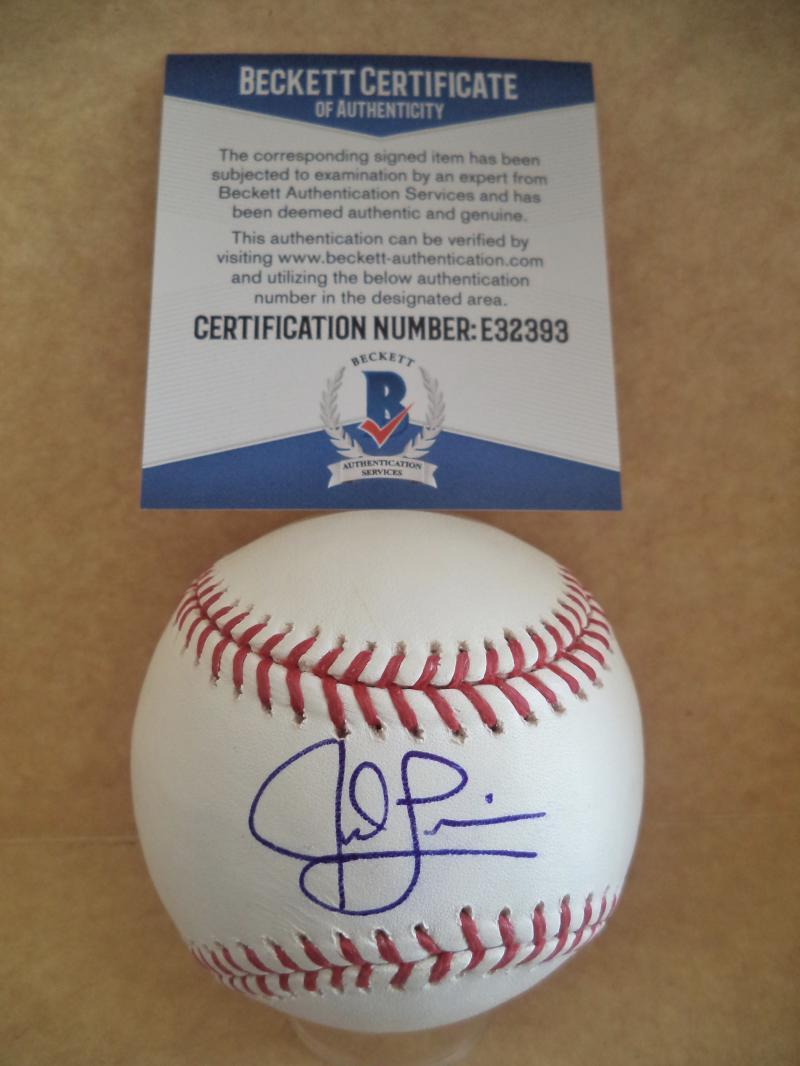 BECKETT CERTIFICATE
OF AUTHENTICITY
The corresponding signed item has been
subjected to examination by an expert from
Beckett Authentication Services and has
been deemed authentic and genuine.
This authentication can be verified by
visiting www.beckett-authentication.com
and utilizing the below authentication
number in the designated area.
CERTIFICATION NUMBER: E32393
BECKETT
B
AUTHENTICATION
SERVICES